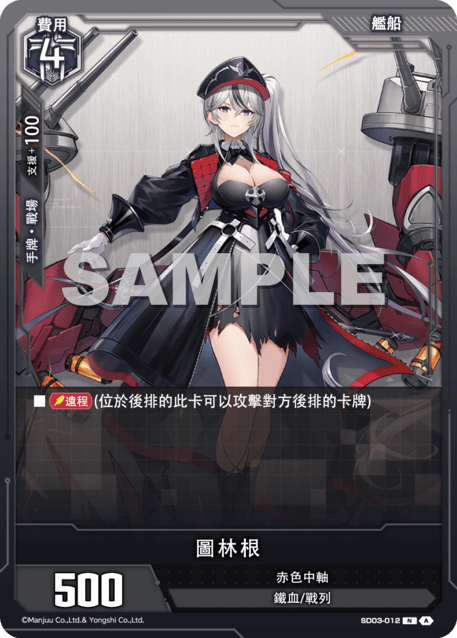 費用
4
艦船
支援+100
手牌・戰場
SAMPLE
■遠程(位於後排的此卡可以攻擊對方後排的卡牌)
圖林根
500
赤色中軸
鐵血/戰列
©Manjuu Co.,Ltd.& Yongshi Co.,Ltd.
SD03-012 N A